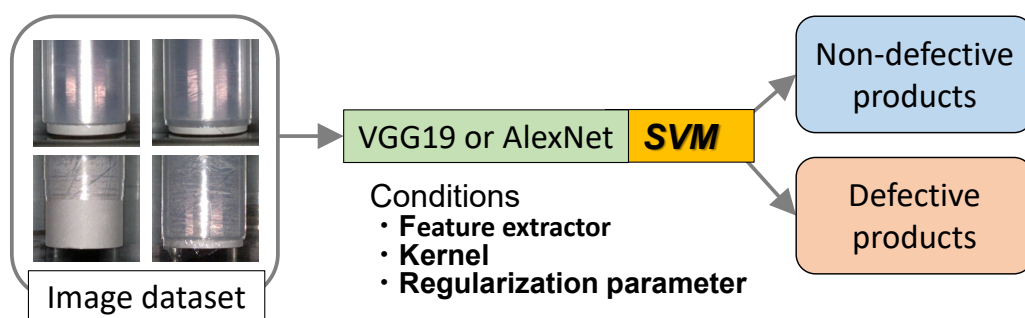 Image dataset
VGG19 or AlexNet
SVM
Conditions
・Feature extractor
・Kernel
・Regularization parameter
Non-defective
products
Defective
products